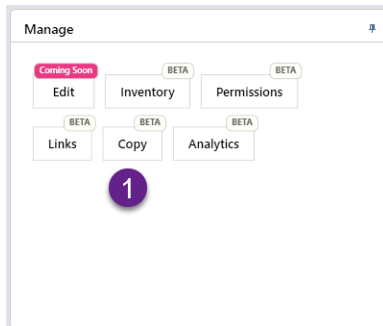 Manage
Coming Soon
BETA
BETA
Edit
Inventory
Permissions
BETA
BETA
BETA
Links
Copy
Analytics
1